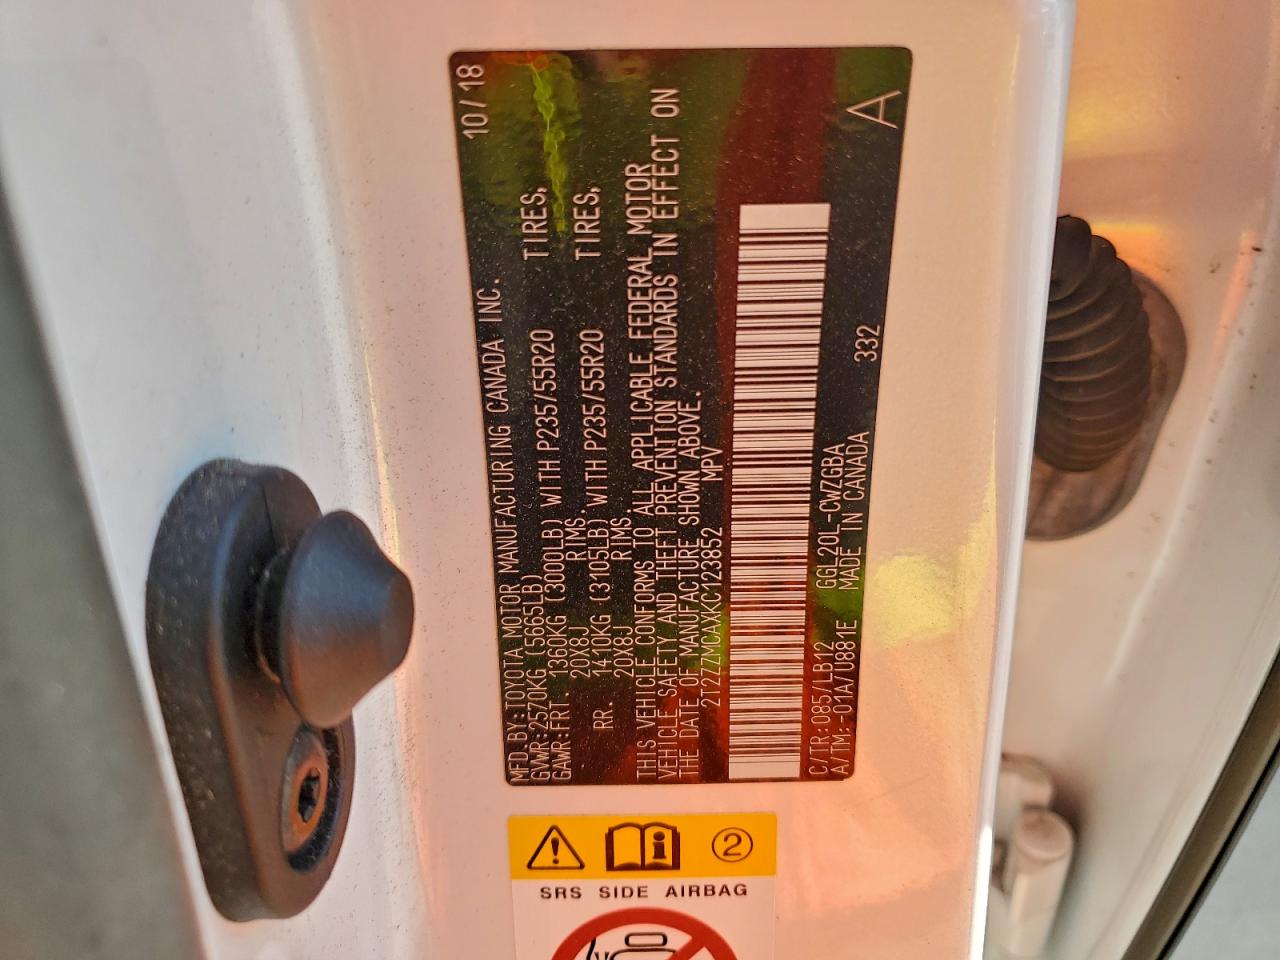 MFD.BY:TOYOTA MOTOR MANUFACTURING CANADA INC. 10/18
GVWR:2570KG(5665LB)
GAWR:FRT. 1360KG(3000LB) WITH P235/55R20 TIRES,
20X8J RIMS.
RR. 1410KG(3105LB) WITH P235/55R20 TIRES,
20X8J RIMS.
THIS VEHICLE CONFORMS TO ALL APPLICABLE FEDERAL MOTOR
VEHICLE SAFETY AND THEFT PREVENTION STANDARDS IN EFFECT ON
THE DATE OF MANUFACTURE SHOWN ABOVE.
2T2ZZMCAXKC123852 MPV
C/TR:085/LB12 GGL20L-CWZGBA 332 A
A/TM:-01A/U881E MADE IN CANADA
2
SRS SIDE AIRBAG